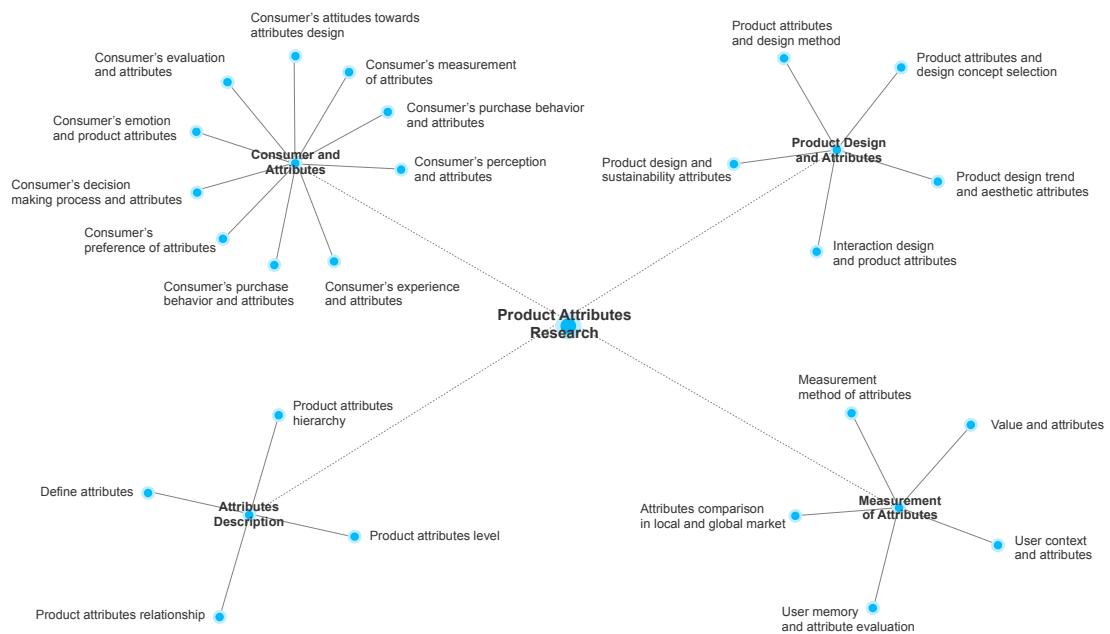 Consumer's attitudes towards
attributes design
Consumer's evaluation
and attributes
Consumer's measurement
of attributes
Consumer's emotion
and product attributes
Consumer's purchase behavior
and attributes
Consumer and
Attributes
Consumer's perception
and attributes
Consumer's decision
making process and attributes
Consumer's
preference of attributes
Consumer's purchase
behavior and attributes
Consumer's experience
and attributes
Product attributes
and design method
Product attributes and
design concept selection
Product Design
and Attributes
Product design and
sustainability attributes
Product design trend
and aesthetic attributes
Interaction design
and product attributes
Product Attributes
Research
Product attributes
hierarchy
Define attributes
Attributes
Description
Product attributes level
Product attributes relationship
Measurement
method of attributes
Value and attributes
Measurement
of Attributes
Attributes comparison
in local and global market
User context
and attributes
User memory
and attribute evaluation